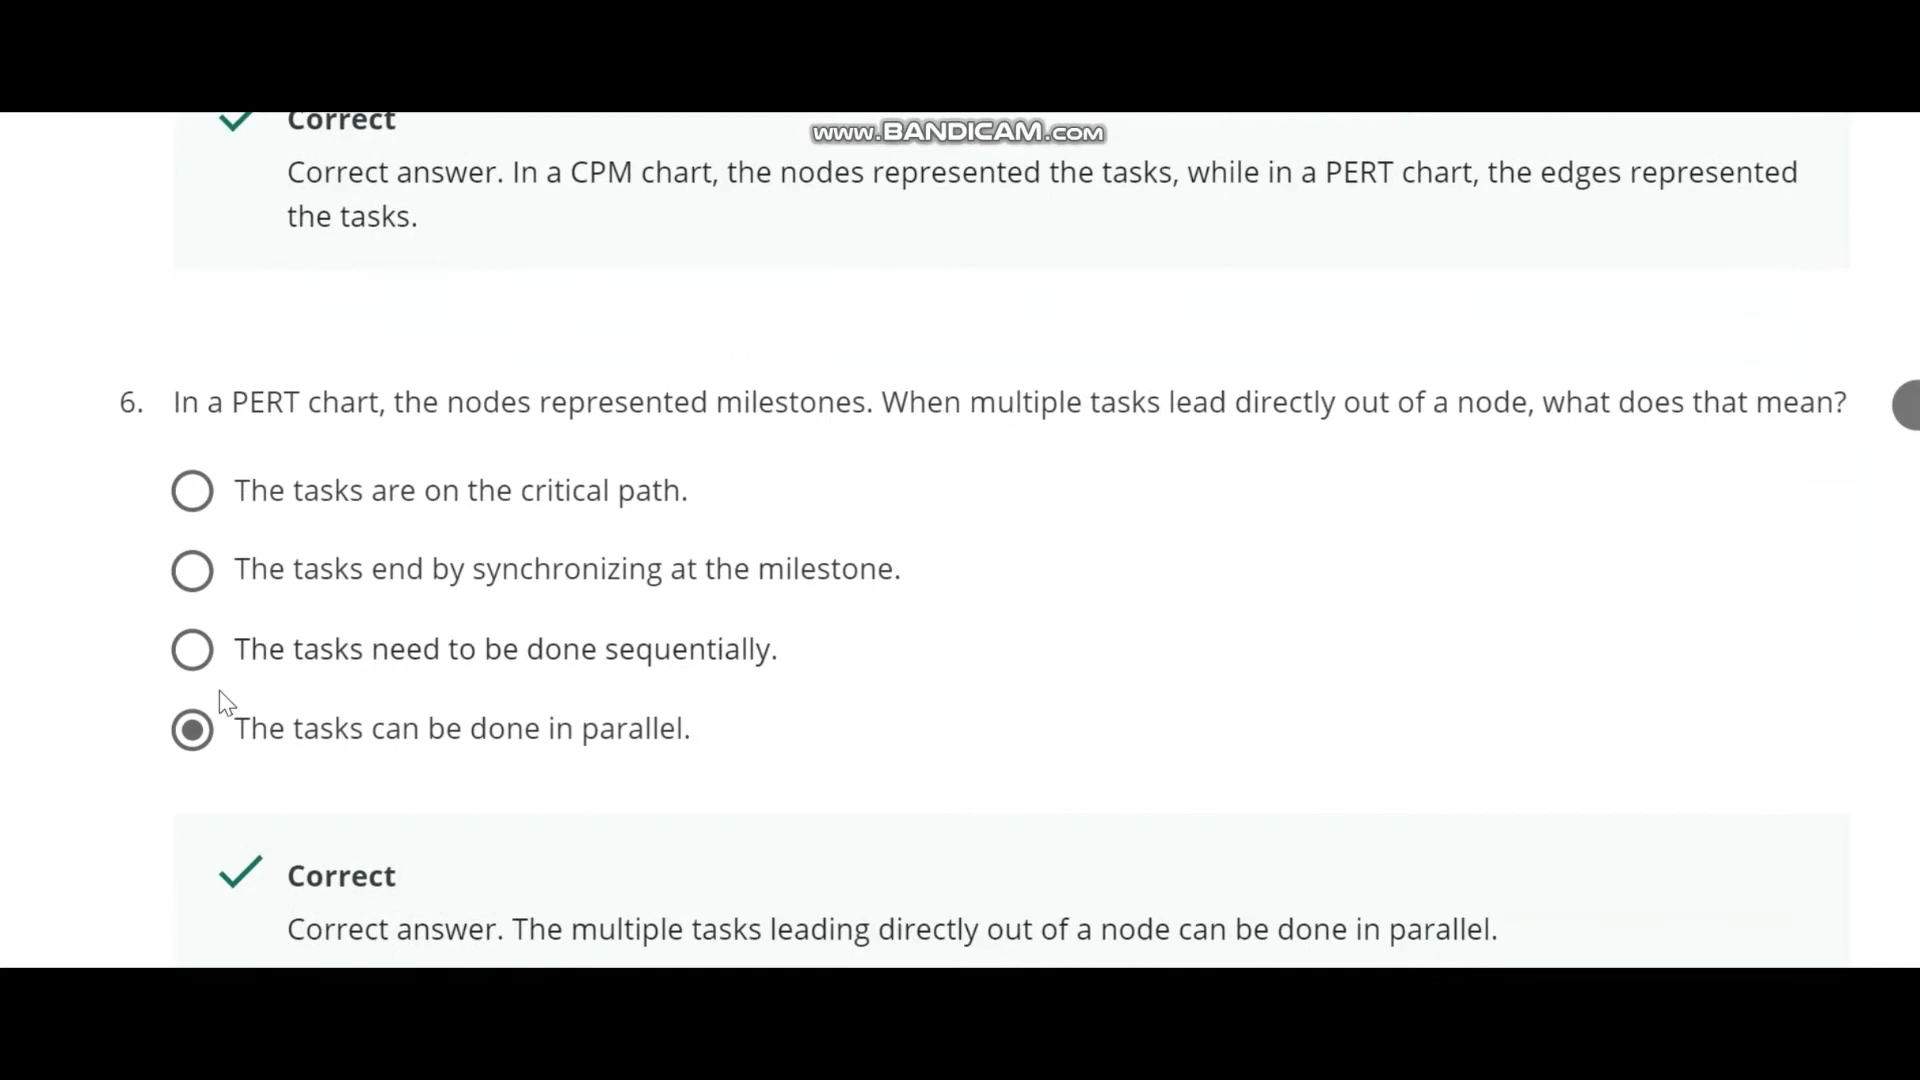 Correct
www.BANDICAM.com
Correct answer. In a CPM chart, the nodes represented the tasks, while in a PERT chart, the edges represented
the tasks.
6. In a PERT chart, the nodes represented milestones. When multiple tasks lead directly out of a node, what does that mean?
The tasks are on the critical path.
The tasks end by synchronizing at the milestone.
The tasks need to be done sequentially.
The tasks can be done in parallel.
Correct
Correct answer. The multiple tasks leading directly out of a node can be done in parallel.